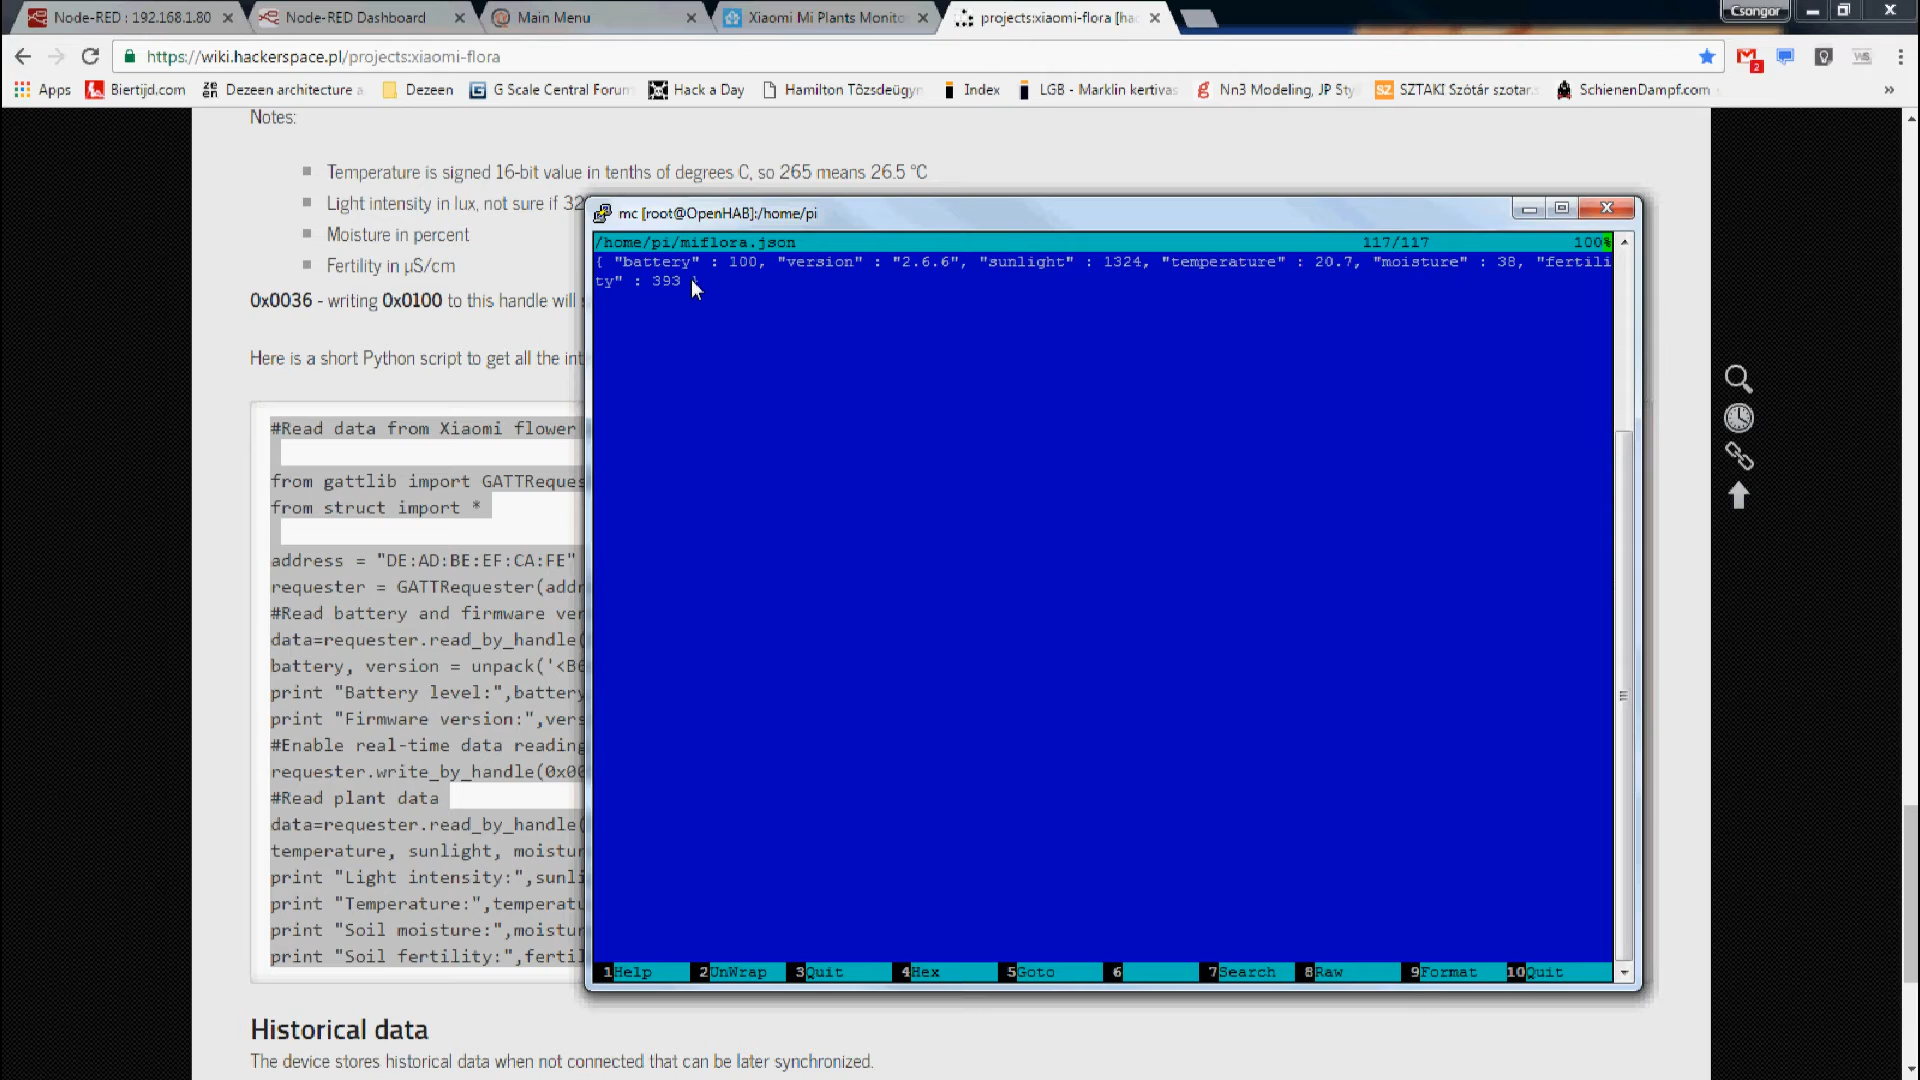 Node-RED : 192.168.1.80
Node-RED Dashboard
Main Menu
Xiaomi Mi Plants Monito
projects:xiaomi-flora [ha
Csongor
https://wiki.hackerspace.pl/projects:xiaomi-flora
2
Apps
Biertijd.com
Dezeen architecture a
Dezeen
G Scale Central Forum
Hack a Day
Hamilton Tőzsdeügyn
Index
LGB - Marklin kertivas
Nn3 Modeling, JP Sty
SZTAKI Szótár szotar.
SchienenDampf.com
Notes:
Temperature is signed 16-bit value in tenths of degrees C, so 265 means 26.5 °C
Light intensity in lux, not sure if 32
Moisture in percent
Fertility in µS/cm
0x0036 - writing 0x0100 to this handle will
Here is a short Python script to get all the int
#Read data from Xiaomi flower
from gattlib import GATTReques
from struct import *
address = "DE:AD:BE:EF:CA:FE"
requester = GATTRequester(addr
#Read battery and firmware ver
data=requester.read_by_handle(
battery, version = unpack('<B6
print "Battery level:",battery
print "Firmware version:",vers
#Enable real-time data reading
requester.write_by_handle(0x00
#Read plant data
data=requester.read_by_handle(
temperature, sunlight, moistur
print "Light intensity:",sunli
print "Temperature:",temperatu
print "Soil moisture:",moistur
print "Soil fertility:",fertil
Historical data
The device stores historical data when not connected that can be later synchronized.
mc [root@OpenHAB]:/home/pi
/home/pi/miflora.json 117/117 100%
{ "battery" : 100, "version" : "2.6.6", "sunlight" : 1324, "temperature" : 20.7, "moisture" : 38, "fertili
ty" : 393
1Help 2UnWrap 3Quit 4Hex 5Goto 6 7Search 8Raw 9Format 10Quit